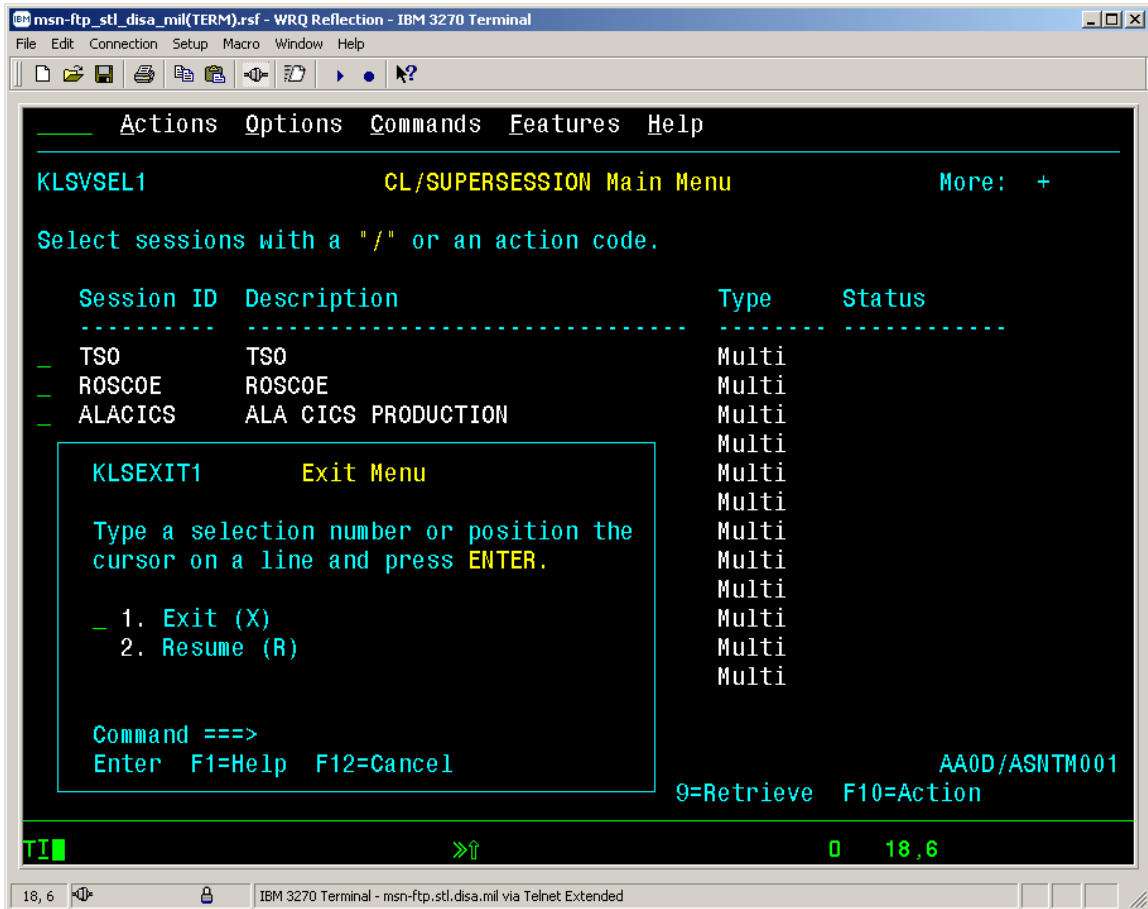 msn-ftp_stl_disa_mil(TERM).rsf - WRQ Reflection - IBM 3270 Terminal
File Edit Connection Setup Macro Window Help
____ Actions Options Commands Features Help
KLSVSEL1 CL/SUPERSESSION Main Menu More: +
Select sessions with a "/" or an action code.
Session ID Description Type Status
---------- -------------------------------- -------- ------------
_ TSO TSO Multi
_ ROSCOE ROSCOE Multi
_ ALACICS ALA CICS PRODUCTION Multi
Multi
KLSEXIT1 Exit Menu Multi
Multi
Type a selection number or position the Multi
cursor on a line and press ENTER. Multi
Multi
_ 1. Exit (X) Multi
2. Resume (R) Multi
Multi
Command ===>
Enter F1=Help F12=Cancel AA0D/ASNTM001
9=Retrieve F10=Action
TI »⇑ O 18,6
18, 6 IBM 3270 Terminal - msn-ftp.stl.disa.mil via Telnet Extended